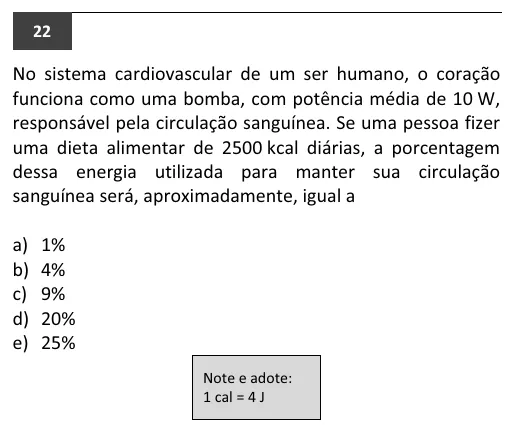 22
No sistema cardiovascular de um ser humano, o coração
funciona como uma bomba, com potência média de 10 W,
responsável pela circulação sanguínea. Se uma pessoa fizer
uma dieta alimentar de 2500 kcal diárias, a porcentagem
dessa energia utilizada para manter sua circulação
sanguínea será, aproximadamente, igual a
a) 1%
b) 4%
c) 9%
d) 20%
e) 25%
Note e adote:
1 cal = 4 J